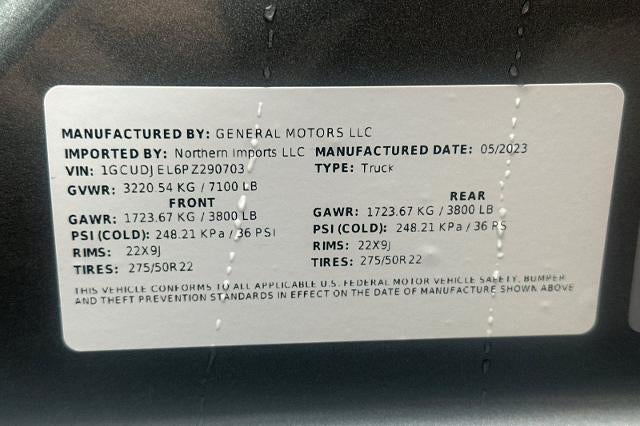 MANUFACTURED BY: GENERAL MOTORS LLC
IMPORTED BY: Northern Imports LLC MANUFACTURED DATE: 05/2023
VIN: 1GCUDJEL6PZ290703 TYPE: Truck
GVWR: 3220.54 KG / 7100 LB
FRONT REAR
GAWR: 1723.67 KG / 3800 LB GAWR: 1723.67 KG / 3800 LB
PSI (COLD): 248.21 KPa / 36 PSI PSI (COLD): 248.21 KPa / 36 PS
RIMS: 22X9J RIMS: 22X9J
TIRES: 275/50R22 TIRES: 275/50R22
THIS VEHICLE CONFORMS TO ALL APPLICABLE U.S. FEDERAL MOTOR VEHICLE SAFETY, BUMPER
AND THEFT PREVENTION STANDARDS IN EFFECT ON THE DATE OF MANUFACTURE SHOWN ABOVE